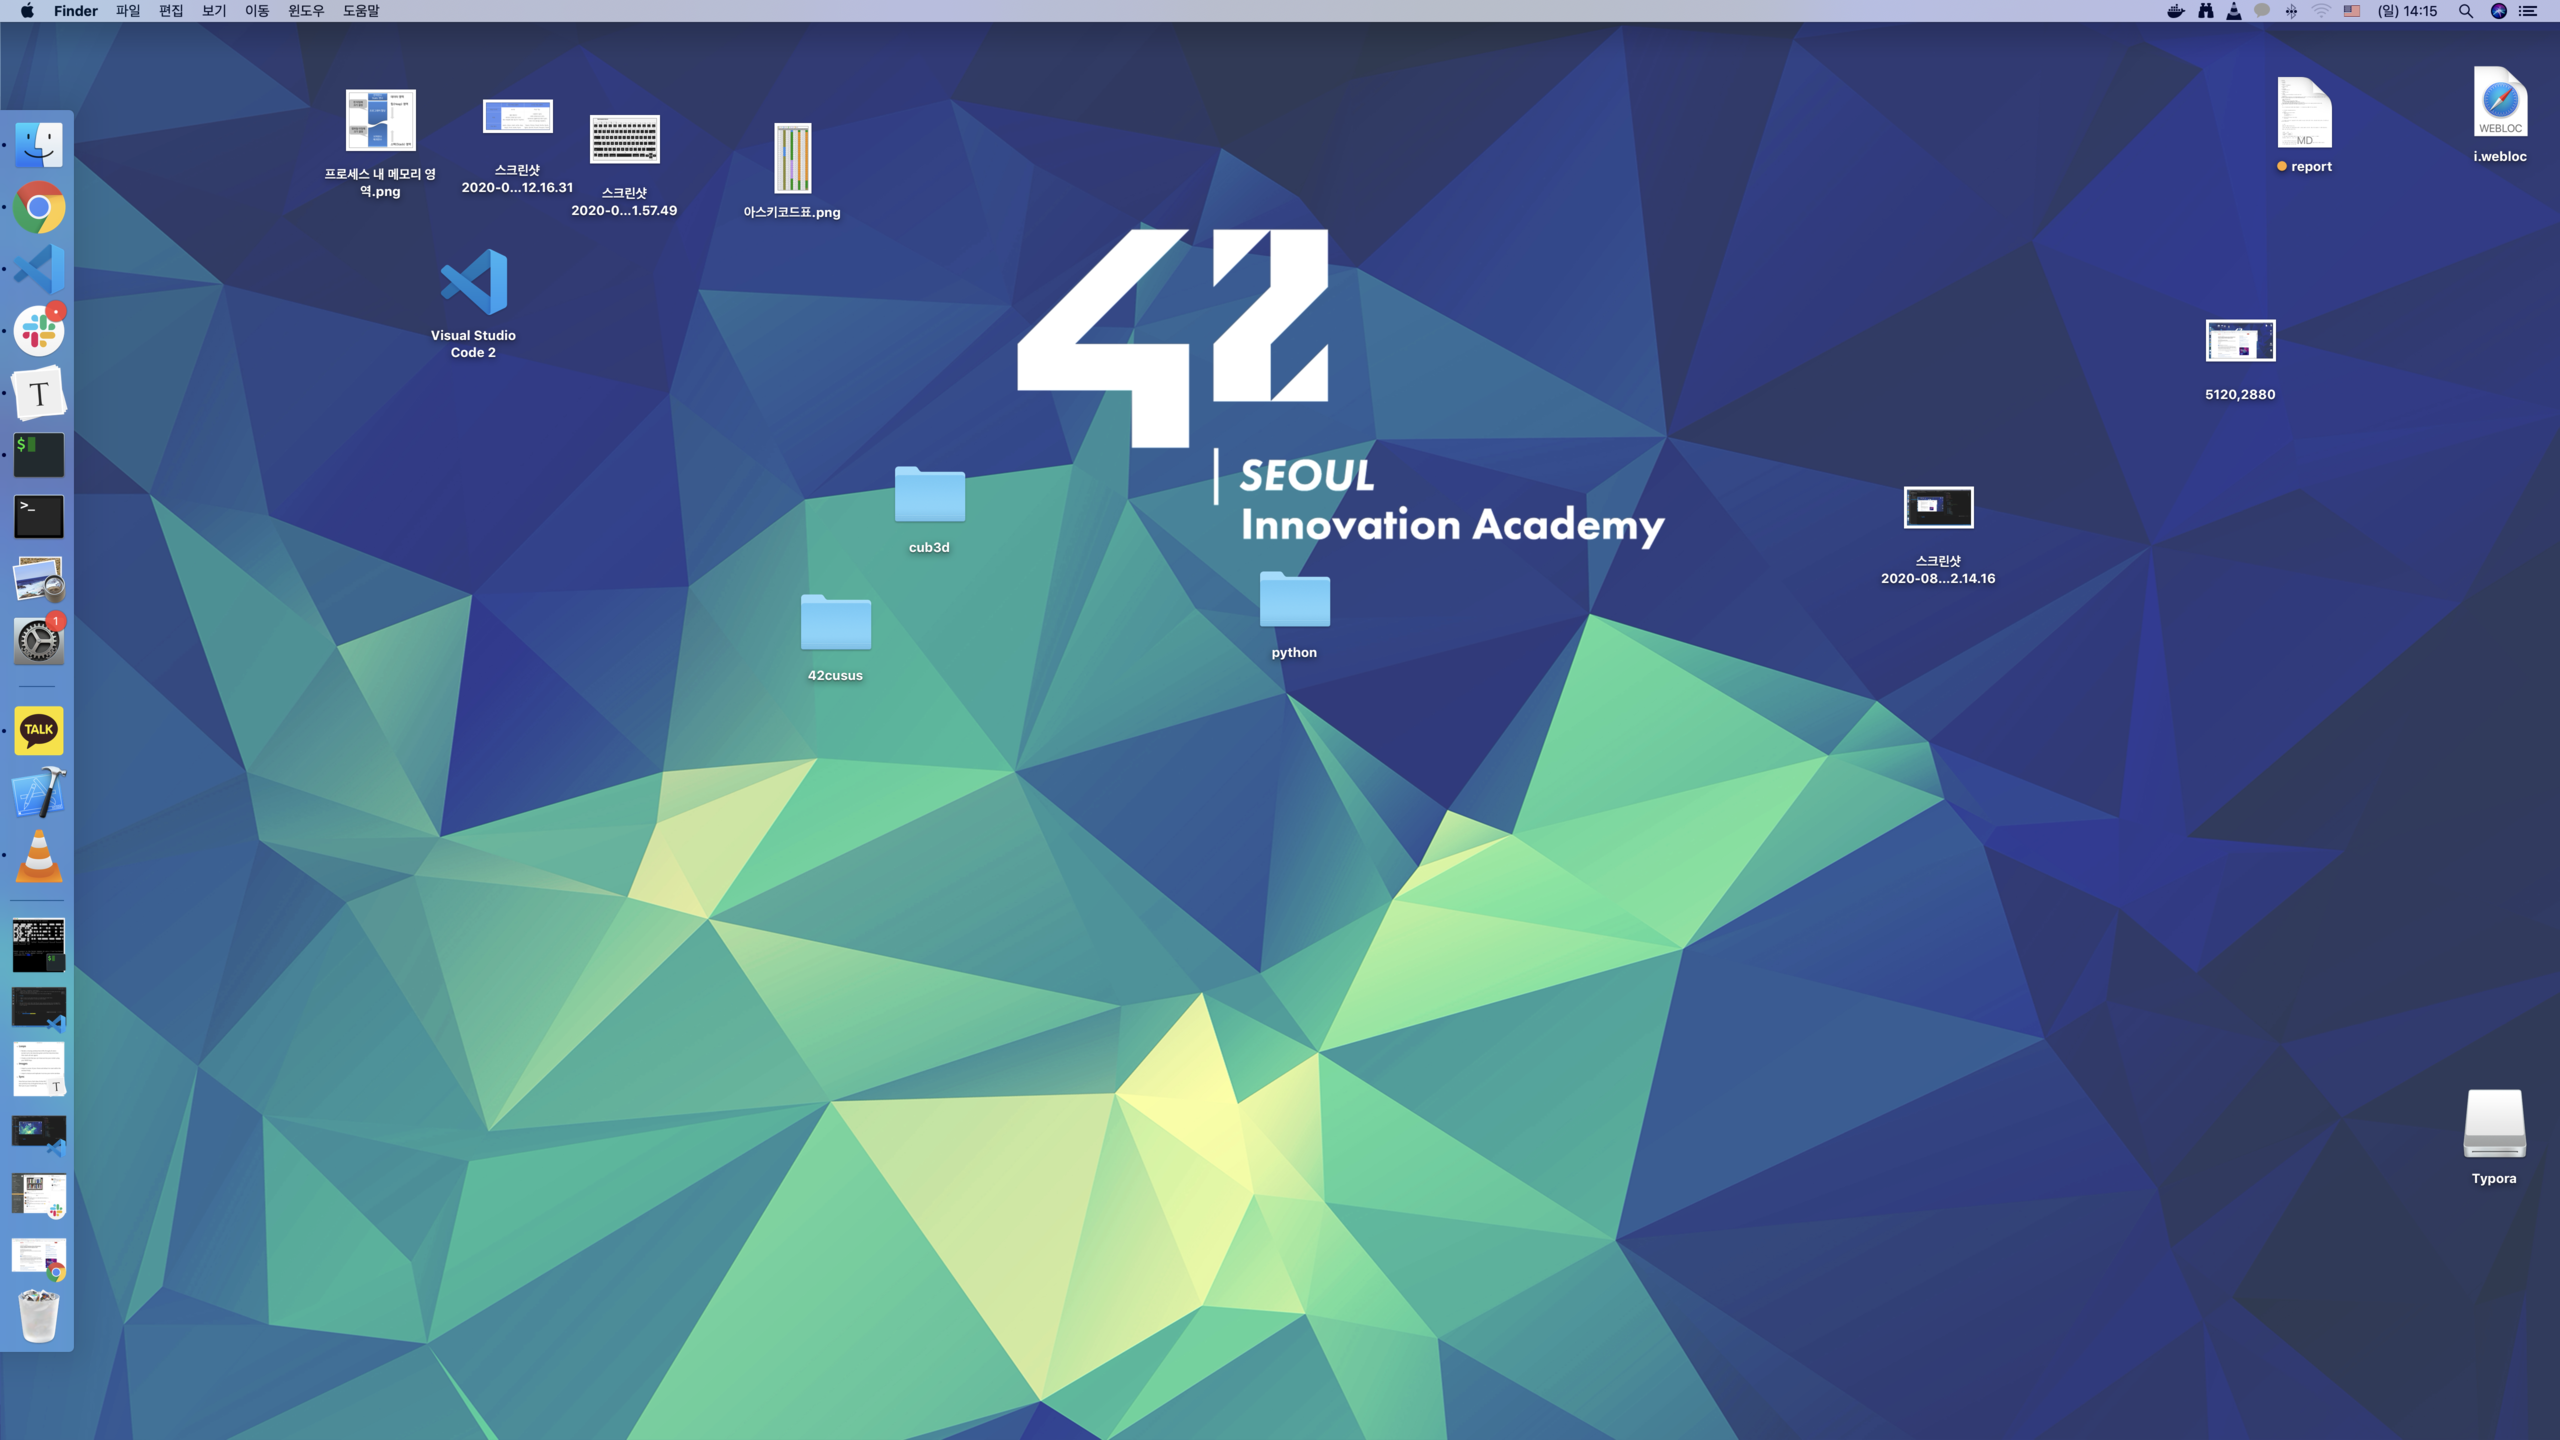 Finder 파일 편집 보기 이동 윈도우 도움말
(일) 14:15
프로세스 내 메모리 영
역.png
스크린샷
2020-0...12.16.31
스크린샷
2020-0...1.57.49
아스키코드표.png
MD
report
WEBLOC
i.webloc
Visual Studio
Code 2
42
SEOUL
Innovation Academy
5120,2880
cub3d
스크린샷
2020-08...2.14.16
42cusus
python
T
$
>_
1
TALK
T
Typora